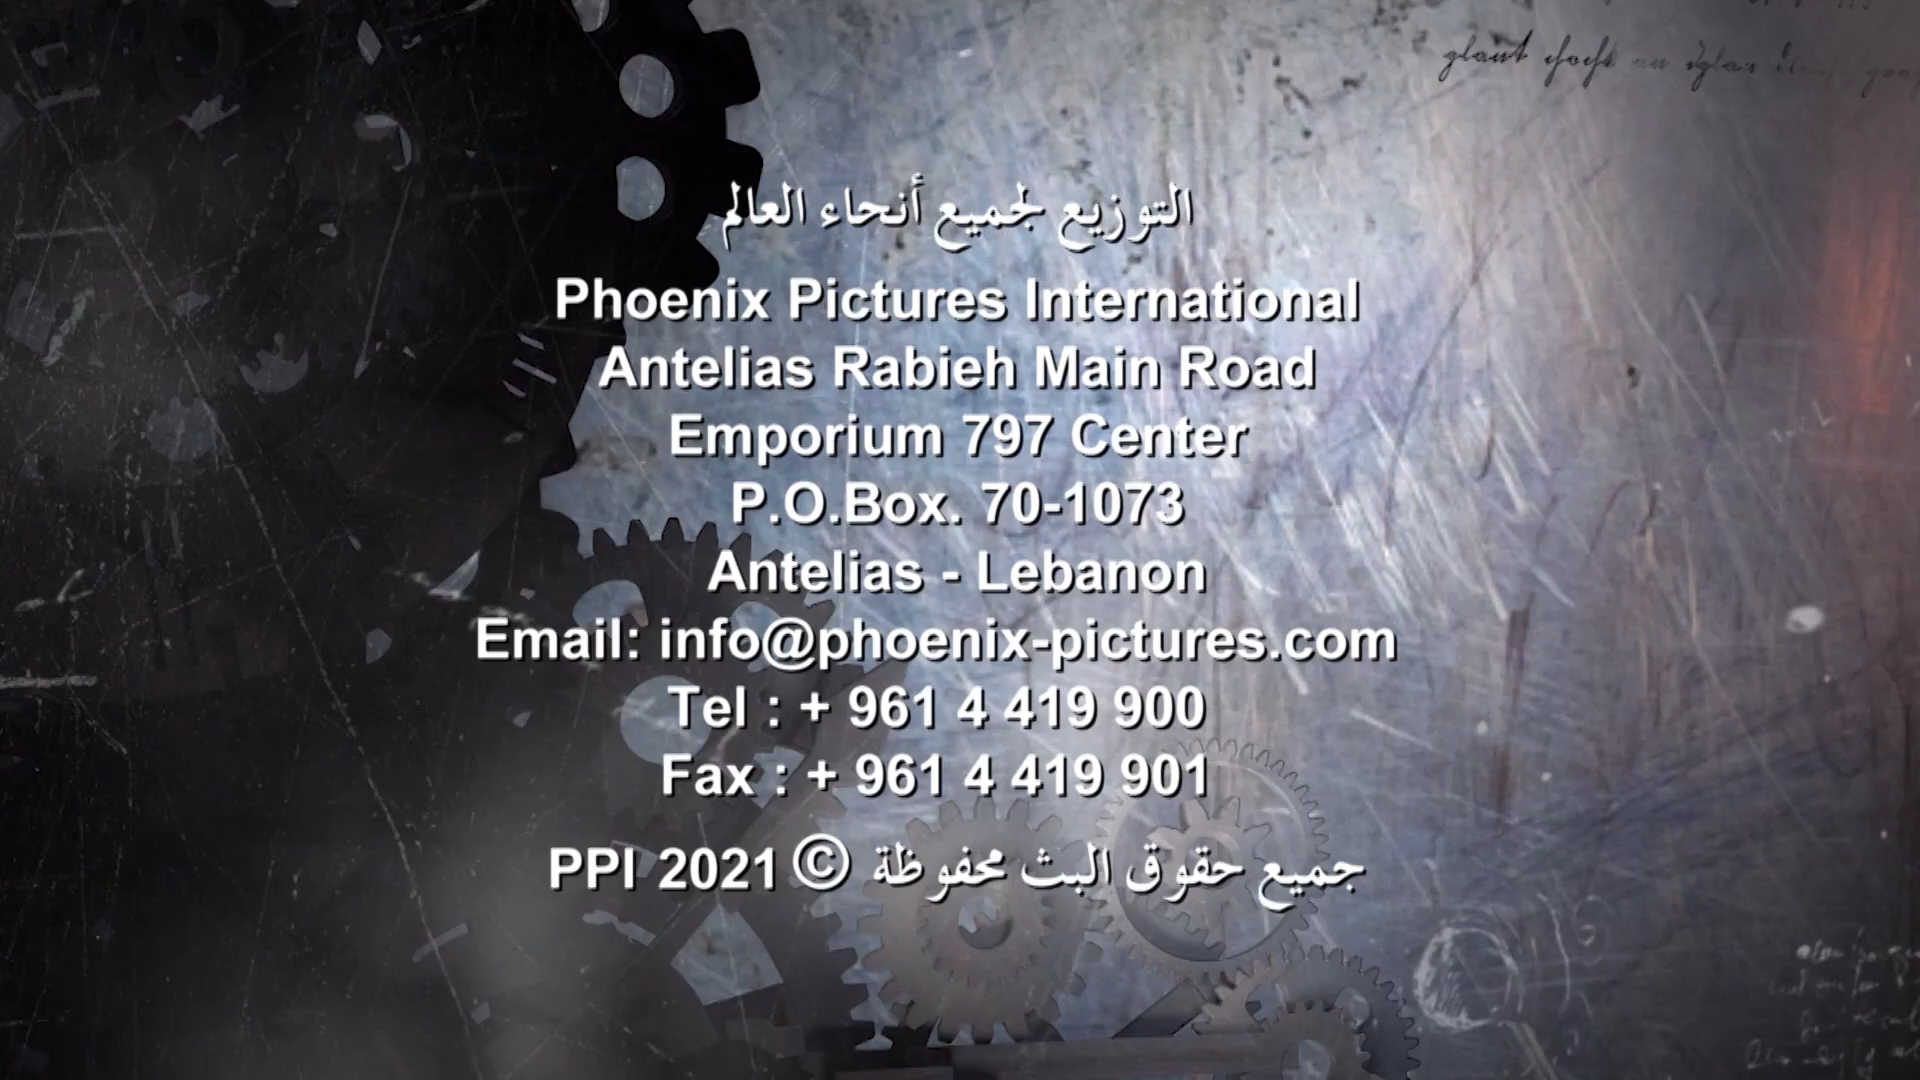 التوزيع لجميع أنحاء العالم
Phoenix Pictures International
Antelias Rabieh Main Road
Emporium 797 Center
P.O.Box. 70-1073
Antelias - Lebanon
Email: info@phoenix-pictures.com
Tel : + 961 4 419 900
Fax : + 961 4 419 901
جميع حقوق البث محفوظة © PPI 2021